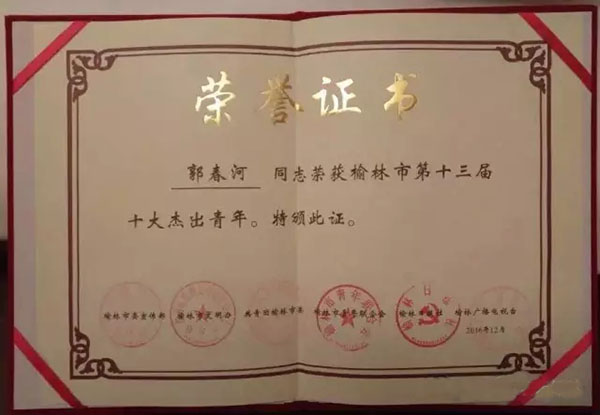 荣誉证书
郭春河 同志荣获榆林市第十三届
十大杰出青年。特颁此证。
榆林市委宣传部 榆林市文明办 共青团榆林市委 榆林市青年联合会 榆林日报社 榆林广播电视台
2016年12月